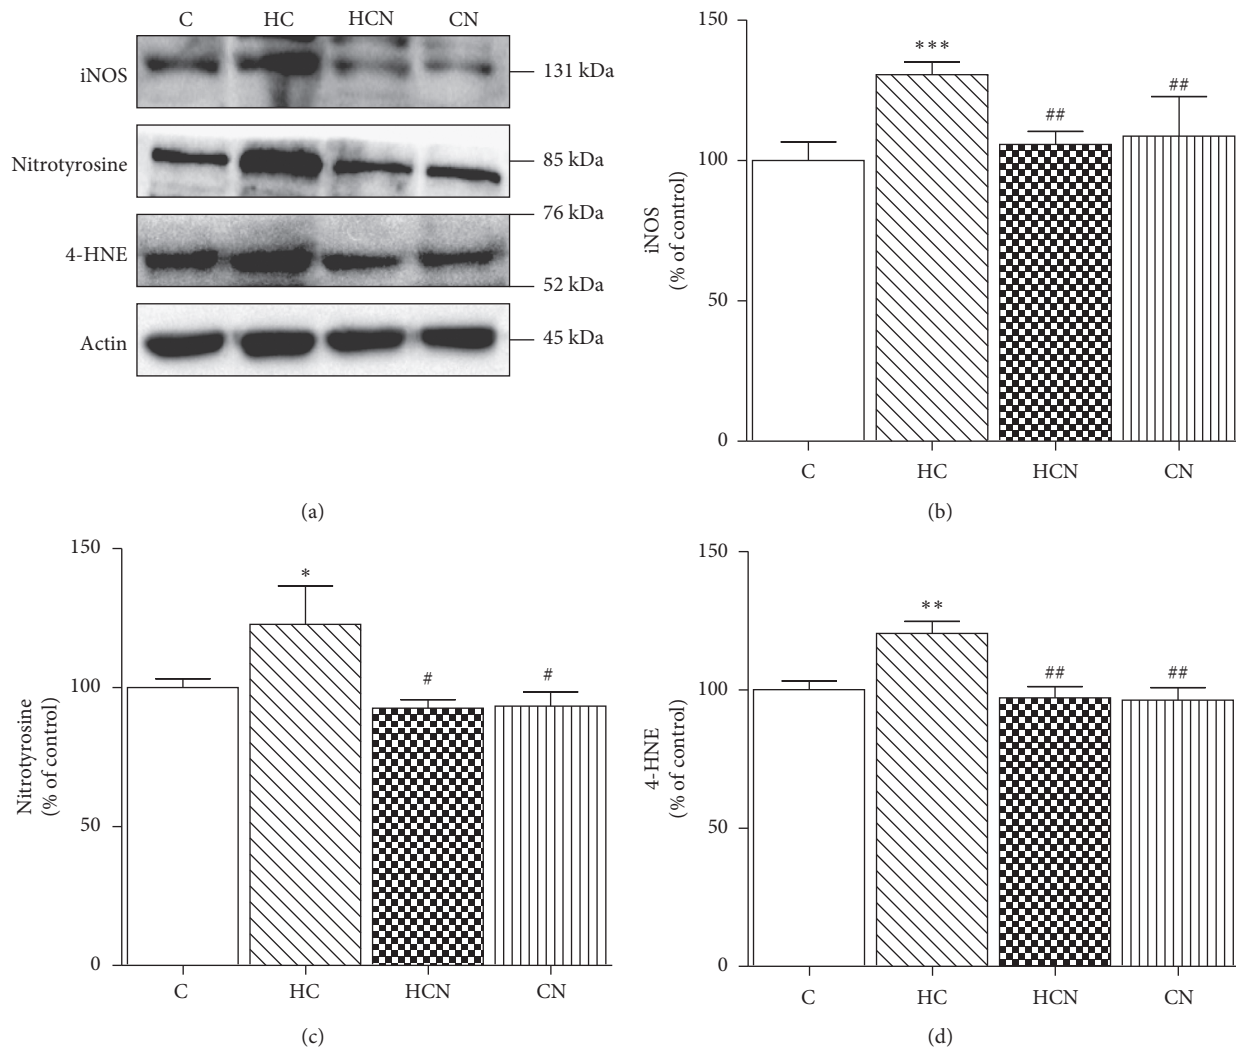 C HC HCN CN
iNOS 131 kDa
Nitrotyrosine 85 kDa
76 kDa
4-HNE
52 kDa
Actin 45 kDa
(a)
150
100
50
0
iNOS
(% of control)
***
##
##
C HC HCN CN
(b)
150
100
50
0
Nitrotyrosine
(% of control)
*
#
#
C HC HCN CN
(c)
150
100
50
0
4-HNE
(% of control)
**
##
##
C HC HCN CN
(d)